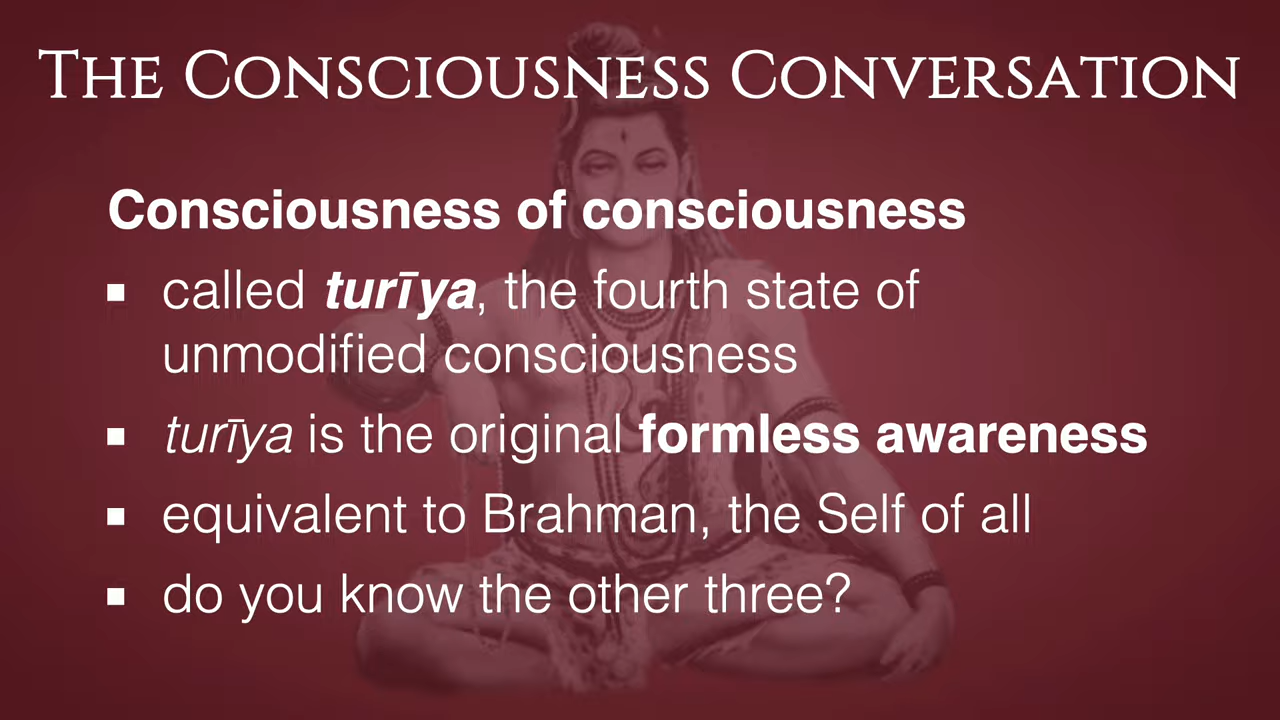 The Consciousness Conversation
Consciousness of consciousness
▪ called turīya, the fourth state of
unmodified consciousness
▪ turīya is the original formless awareness
▪ equivalent to Brahman, the Self of all
▪ do you know the other three?